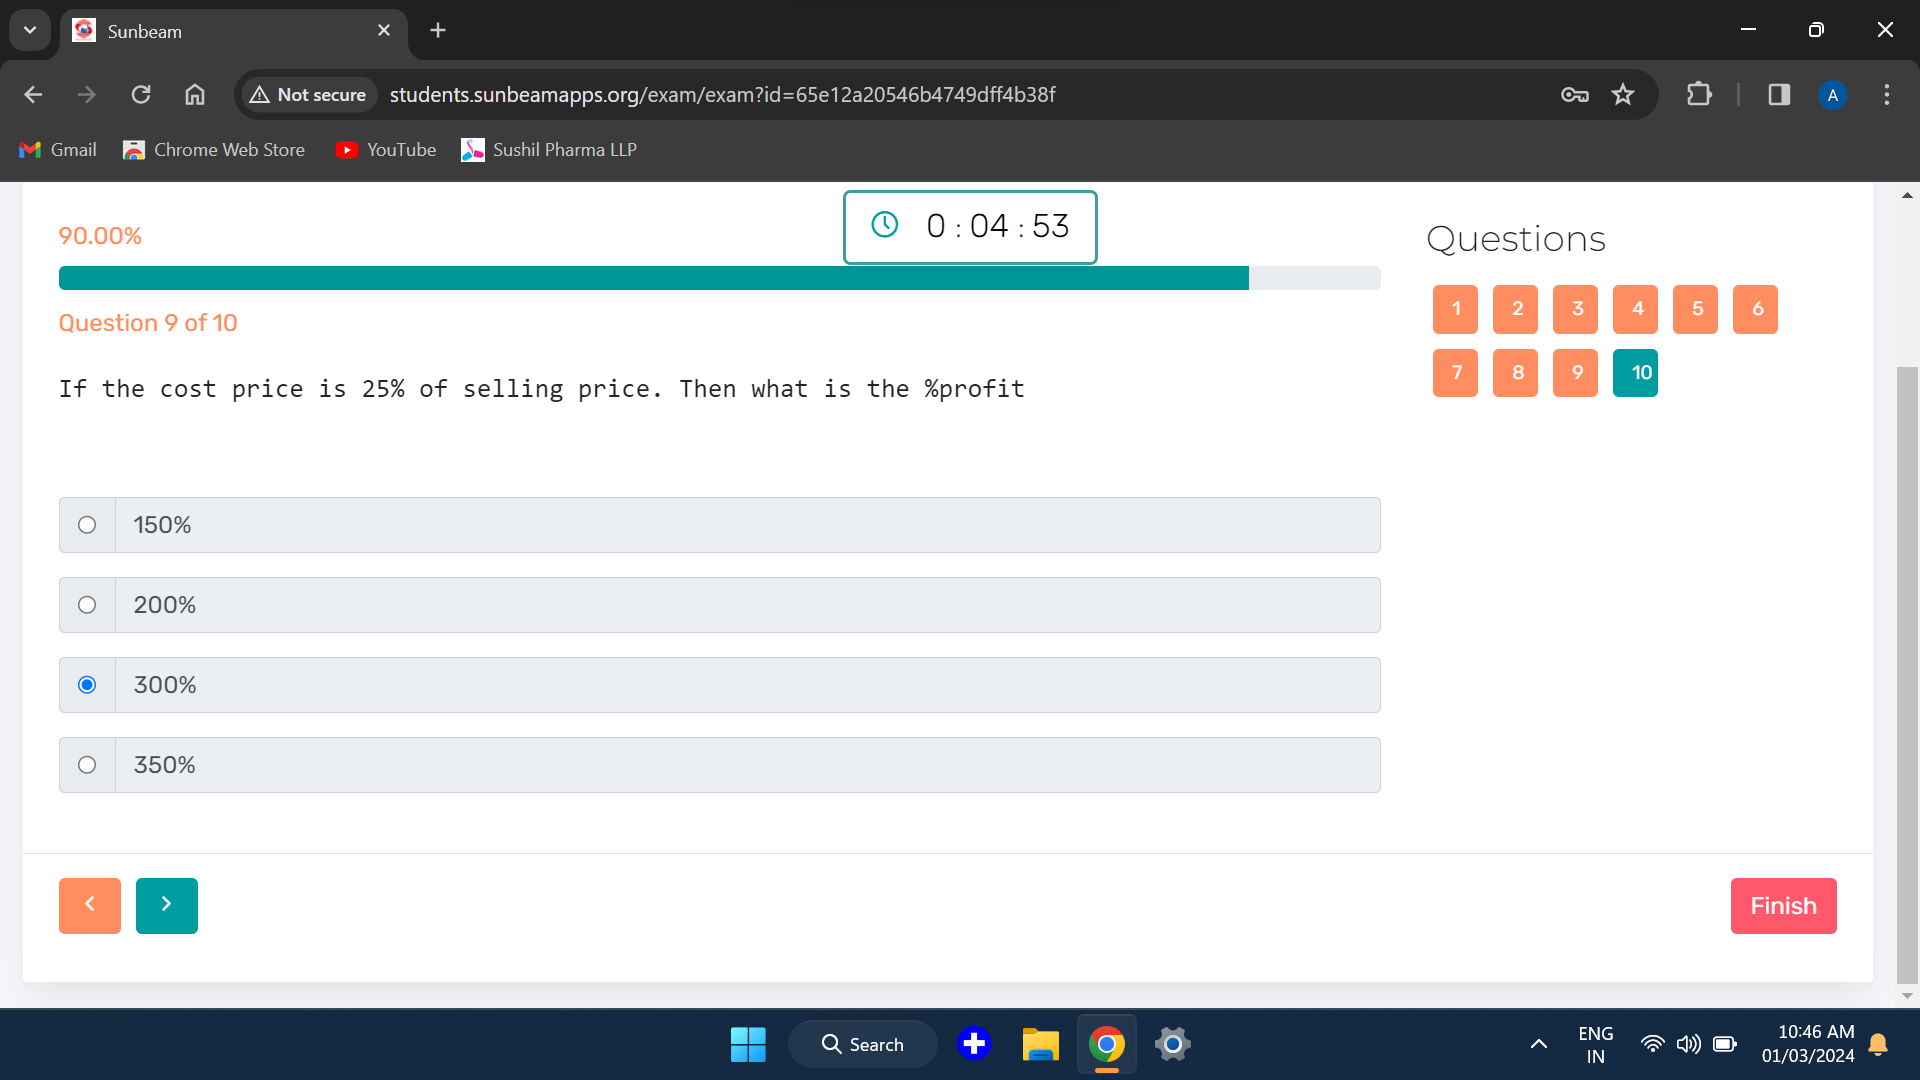 Sunbeam
Not secure
students.sunbeamapps.org/exam/exam?id=65e12a20546b4749dff4b38f
A
Gmail
Chrome Web Store
YouTube
Sushil Pharma LLP
0 : 04 : 53
90.00%
Question 9 of 10
If the cost price is 25% of selling price. Then what is the %profit
150%
200%
300%
350%
Questions
1 2 3 4 5 6
7 8 9 10
Finish
Search
ENG
IN
10:46 AM
01/03/2024